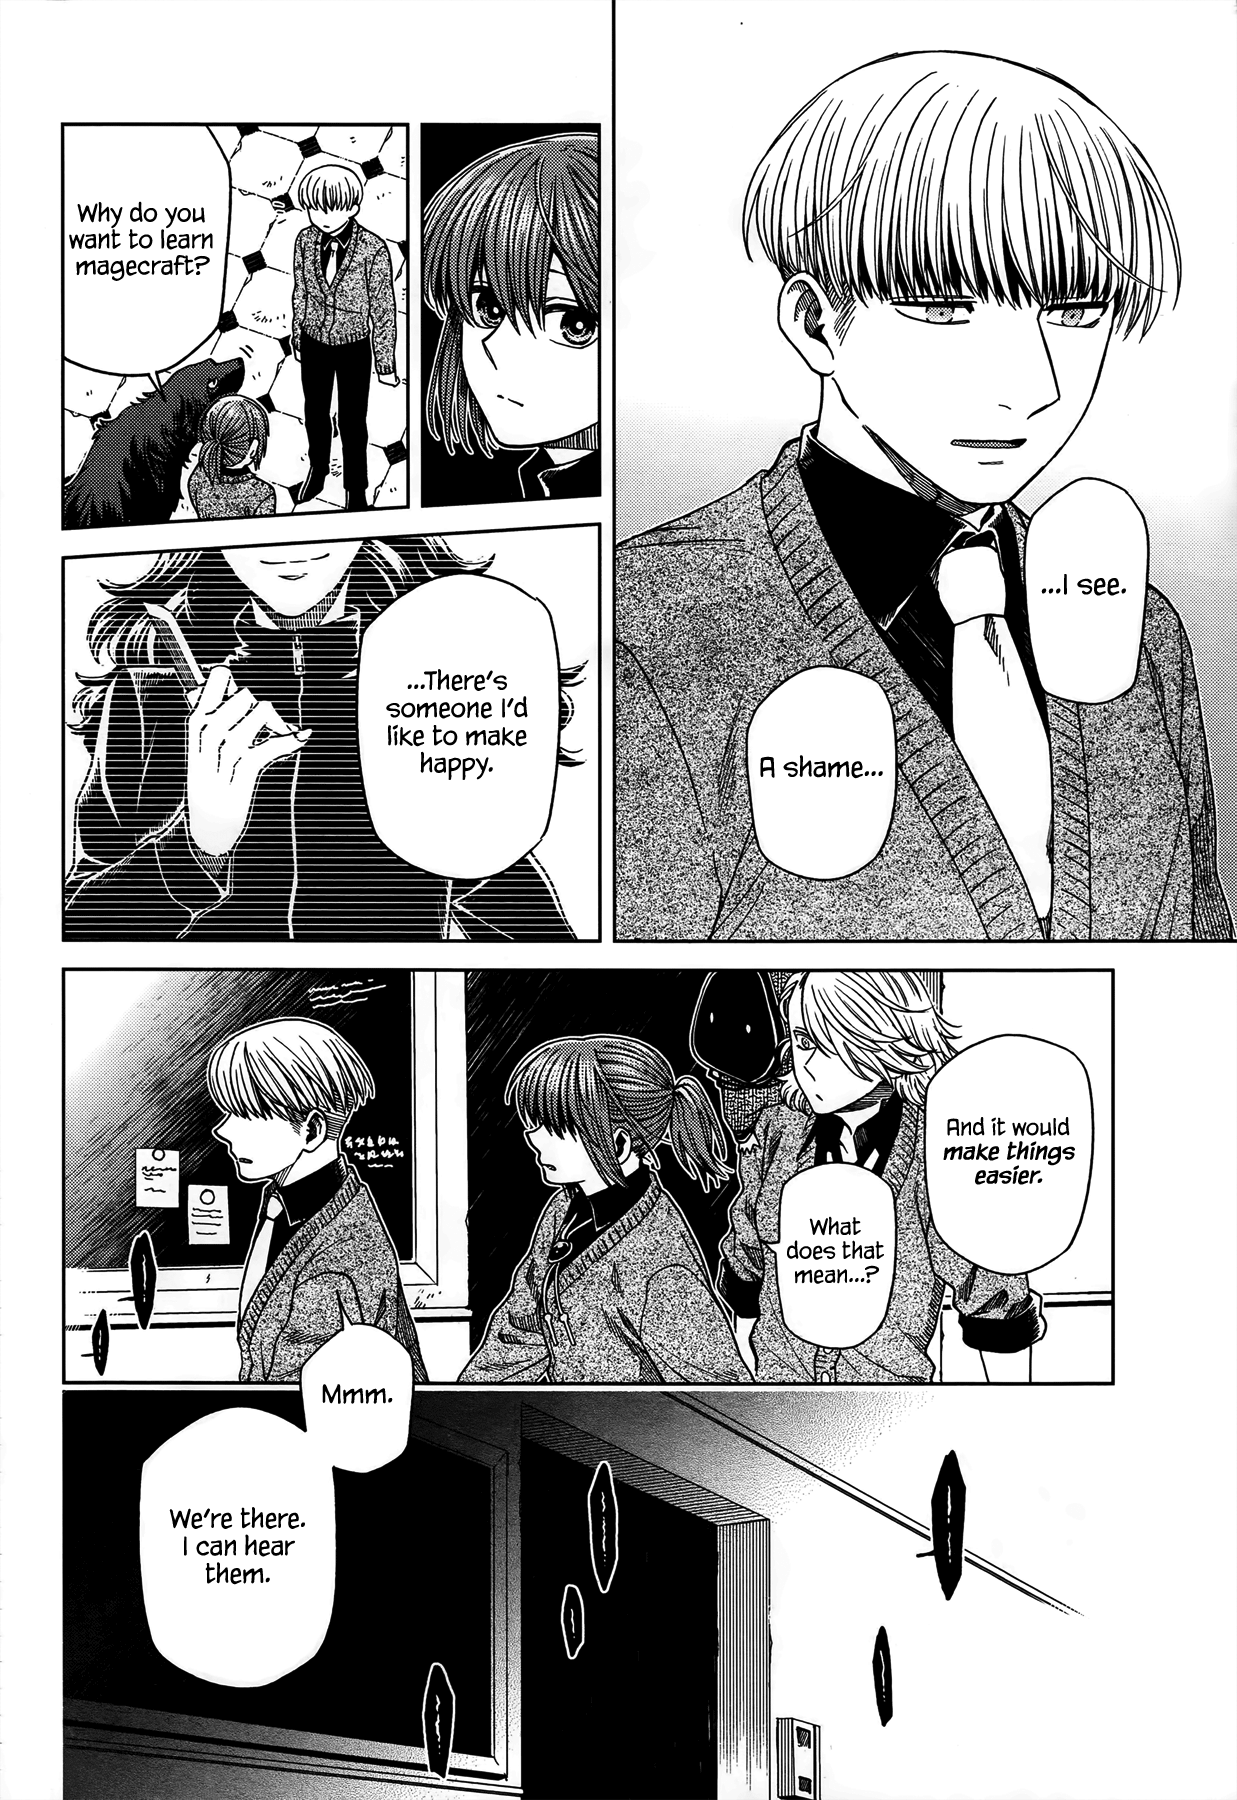 ...I see.
A shame...
Why do you
want to learn
magecraft?
...There's
someone I'd
like to make
happy.
And it would
make things
easier.
What
does that
mean...?
Mmm.
We're there.
I can hear
them.